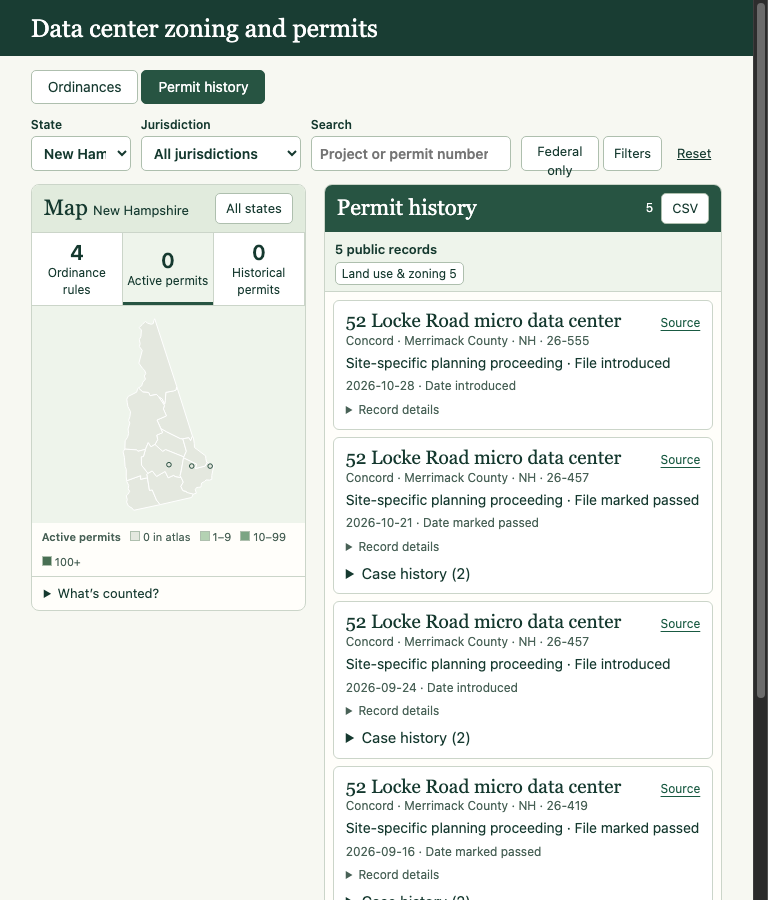 Data center zoning and permits
Ordinances
Permit history
State
Jurisdiction
Search
New Ham
All jurisdictions
Project or permit number
Federal only
Filters
Reset
Map New Hampshire
All states
4
Ordinance rules
0
Active permits
0
Historical permits
Active permits 0 in atlas 1–9 10–99
100+
What's counted?
Permit history
5
CSV
5 public records
Land use & zoning 5
52 Locke Road micro data center
Source
Concord · Merrimack County · NH · 26-555
Site-specific planning proceeding · File introduced
2026-10-28 · Date introduced
Record details
52 Locke Road micro data center
Source
Concord · Merrimack County · NH · 26-457
Site-specific planning proceeding · File marked passed
2026-10-21 · Date marked passed
Record details
Case history (2)
52 Locke Road micro data center
Source
Concord · Merrimack County · NH · 26-457
Site-specific planning proceeding · File introduced
2026-09-24 · Date introduced
Record details
Case history (2)
52 Locke Road micro data center
Source
Concord · Merrimack County · NH · 26-419
Site-specific planning proceeding · File marked passed
2026-09-16 · Date marked passed
Record details
Case history (2)